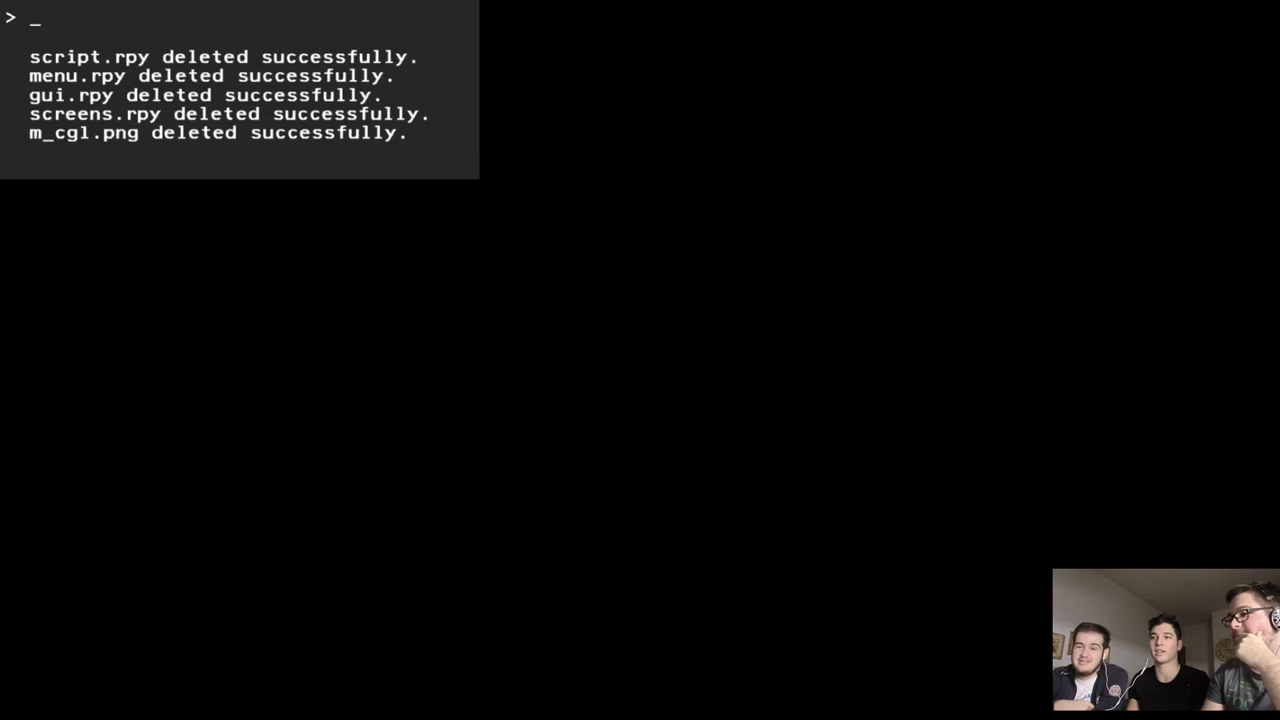 > _
script.rpy deleted successfully.
menu.rpy deleted successfully.
gui.rpy deleted successfully.
screens.rpy deleted successfully.
m_cg1.png deleted successfully.